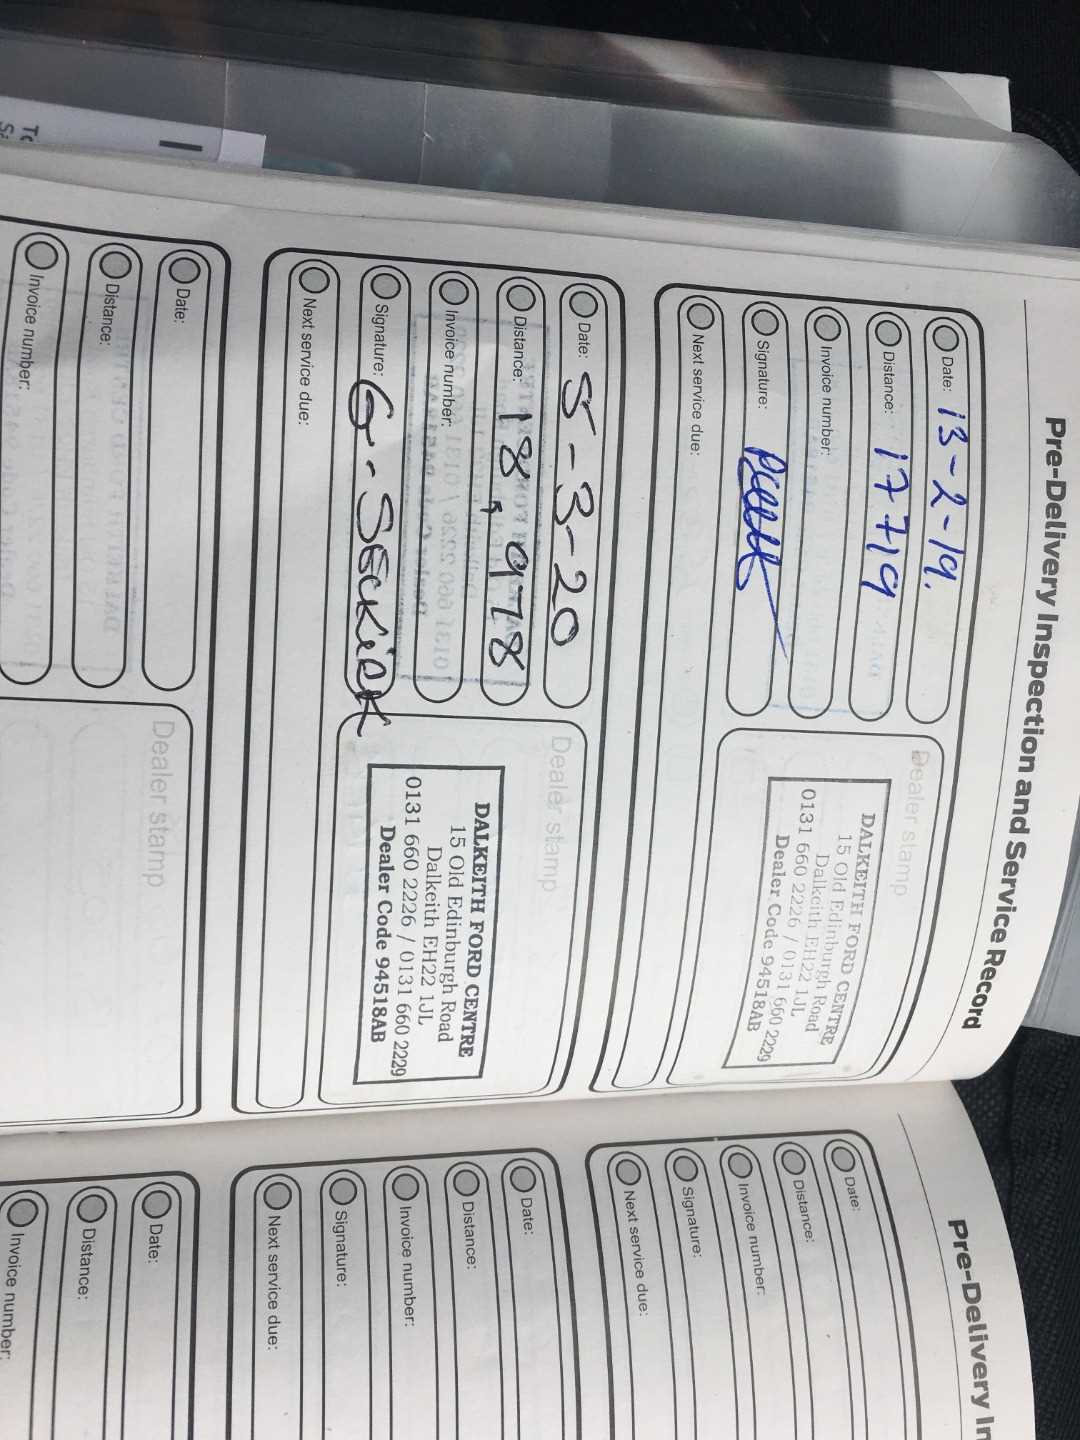 Pre-Delivery Inspection and Service Record
Date: 13-2-19.
Distance: 17719
Invoice number:
Signature:
Next service due:
Dealer stamp
DALKEITH FORD CENTRE
15 Old Edinburgh Road
Dalkeith EH22 1JL
0131 660 2226 / 0131 660 2229
Dealer Code 94518AB
Date: 5-3-20
Distance: 18,978
Invoice number:
Signature:
Next service due:
Dealer stamp
DALKEITH FORD CENTRE
15 Old Edinburgh Road
Dalkeith EH22 1JL
0131 660 2226 / 0131 660 2229
Dealer Code 94518AB
Date:
Distance:
Invoice number:
Dealer stamp
Pre-Delivery In
Date:
Distance:
Invoice number:
Signature:
Next service due:
Date:
Distance:
Invoice number:
Signature:
Next service due:
Date:
Distance:
Invoice number: